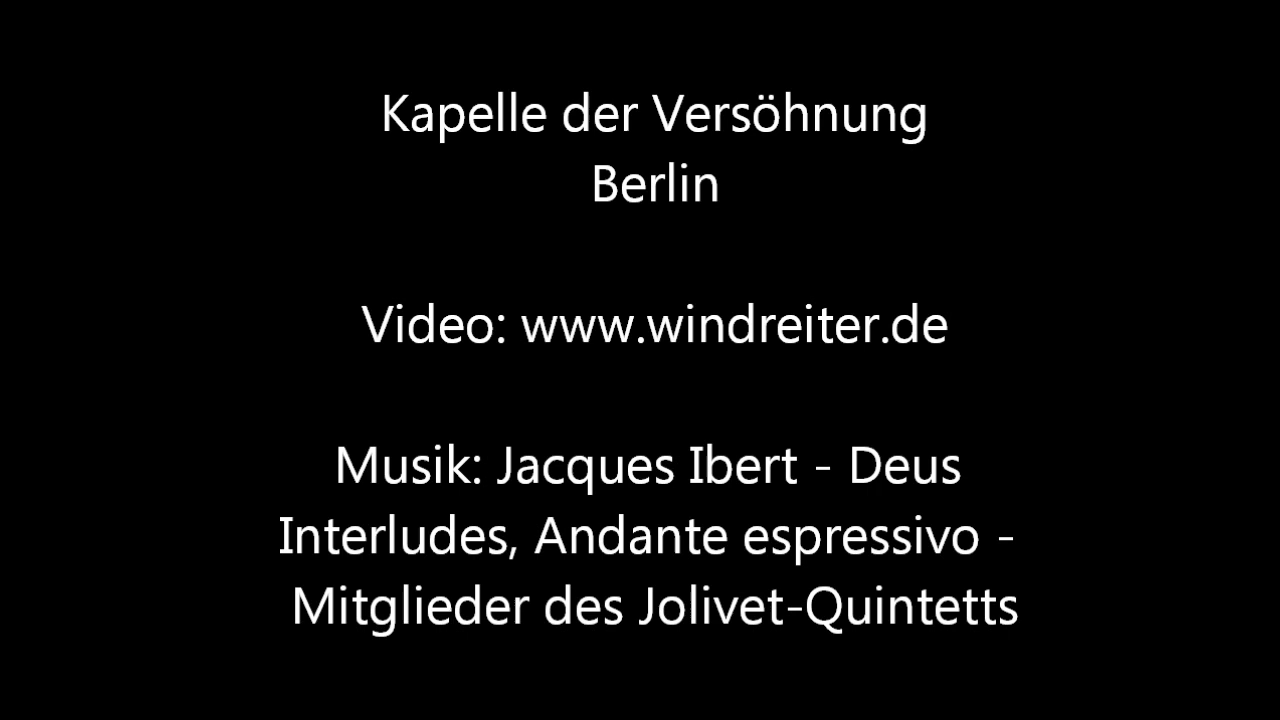 Kapelle der Versöhnung
Berlin
Video: www.windreiter.de
Musik: Jacques Ibert - Deus
Interludes, Andante espressivo -
Mitglieder des Jolivet-Quintetts